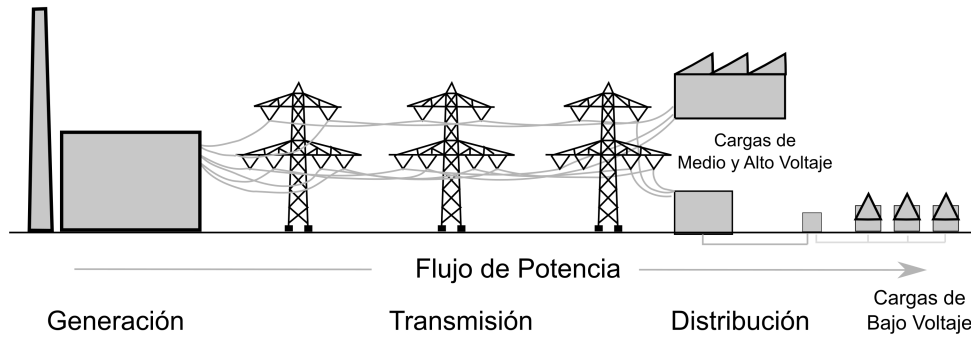 Cargas de
Medio y Alto Voltaje
Flujo de Potencia
Generación
Transmisión
Distribución
Cargas de
Bajo Voltaje